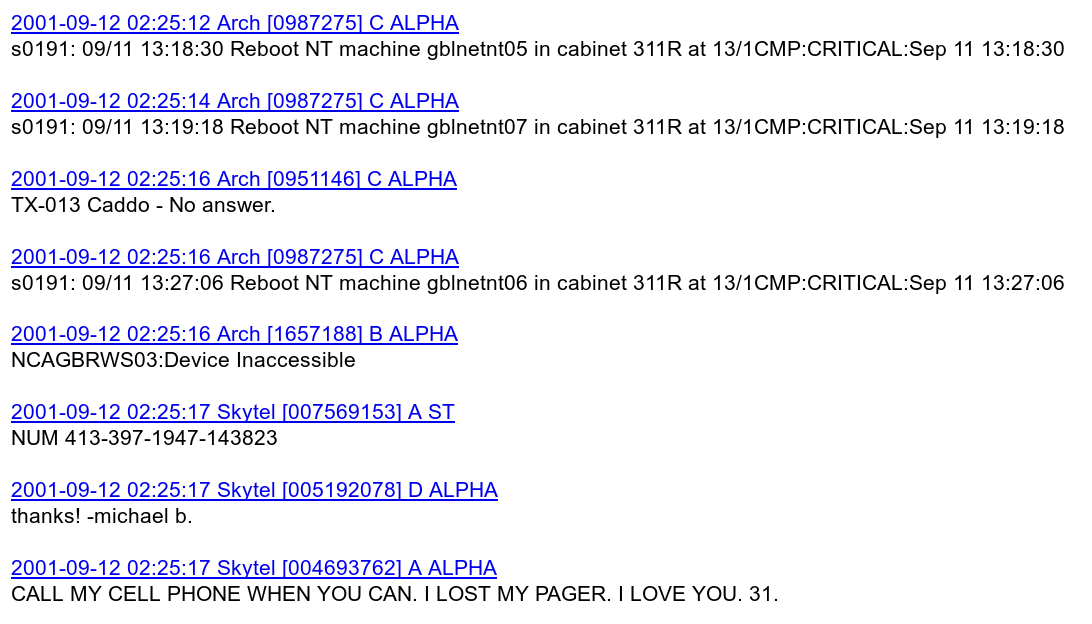 2001-09-12 02:25:12 Arch [0987275] C ALPHA
s0191: 09/11 13:18:30 Reboot NT machine gblnetnt05 in cabinet 311R at 13/1CMP:CRITICAL:Sep 11 13:18:30
2001-09-12 02:25:14 Arch [0987275] C ALPHA
s0191: 09/11 13:19:18 Reboot NT machine gblnetnt07 in cabinet 311R at 13/1CMP:CRITICAL:Sep 11 13:19:18
2001-09-12 02:25:16 Arch [0951146] C ALPHA
TX-013 Caddo - No answer.
2001-09-12 02:25:16 Arch [0987275] C ALPHA
s0191: 09/11 13:27:06 Reboot NT machine gblnetnt06 in cabinet 311R at 13/1CMP:CRITICAL:Sep 11 13:27:06
2001-09-12 02:25:16 Arch [1657188] B ALPHA
NCAGBRWS03:Device Inaccessible
2001-09-12 02:25:17 Skytel [007569153] A ST
NUM 413-397-1947-143823
2001-09-12 02:25:17 Skytel [005192078] D ALPHA
thanks! -michael b.
2001-09-12 02:25:17 Skytel [004693762] A ALPHA
CALL MY CELL PHONE WHEN YOU CAN. I LOST MY PAGER. I LOVE YOU. 31.